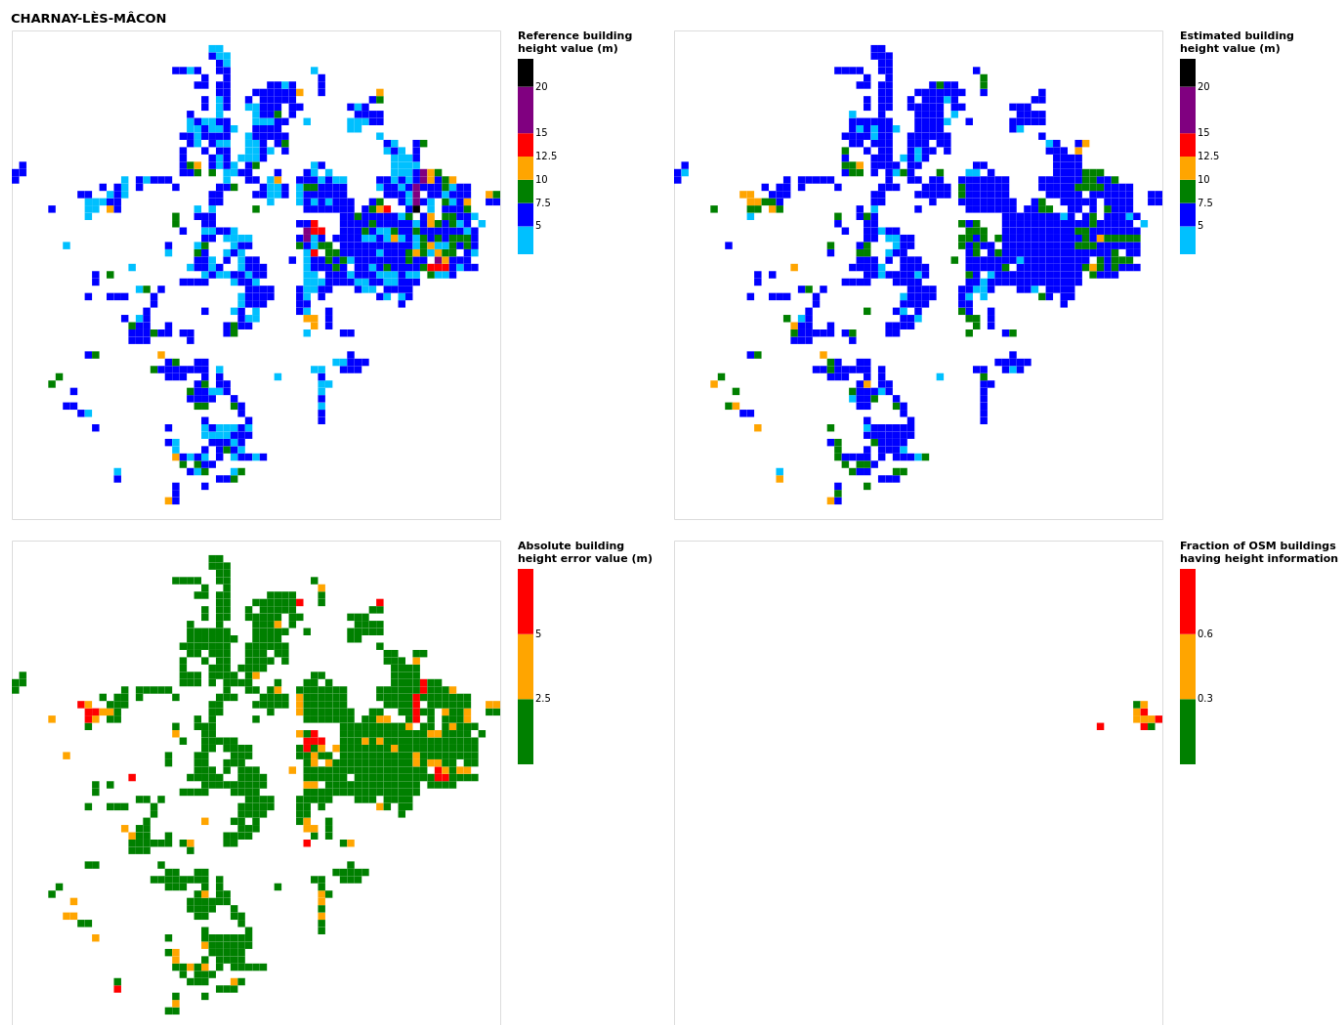 CHARNAY-LÈS-MÂCON
Reference building
height value (m)
20
15
12.5
10
7.5
5
Estimated building
height value (m)
20
15
12.5
10
7.5
5
Absolute building
height error value (m)
5
2.5
Fraction of OSM buildings
having height information
0.6
0.3